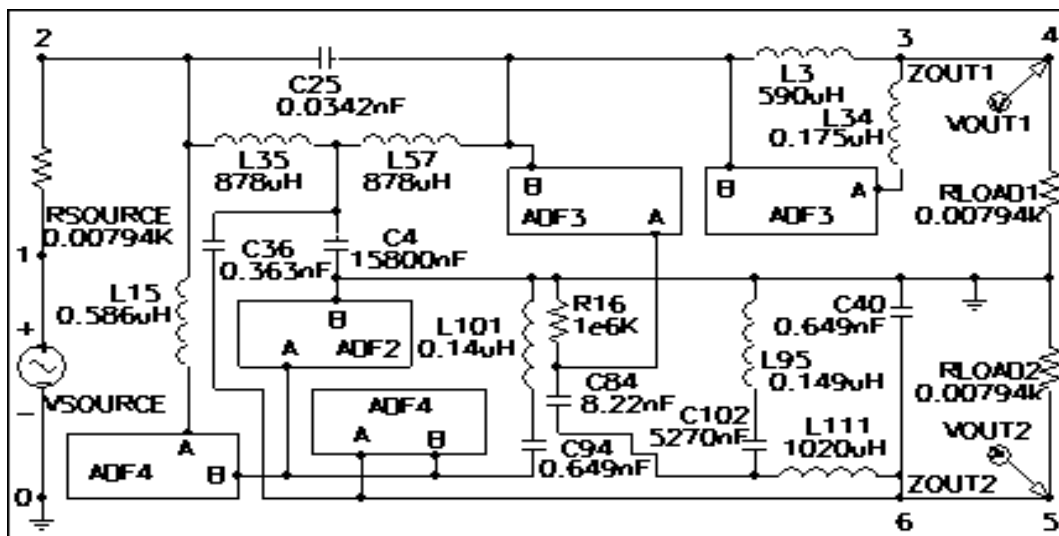 2
3
4
C25
0.0342nF
L3
590uH
ZOUT1
L34
0.175uH
VOUT1
L35
878uH
L57
878uH
B
ADF3
A
B
ADF3
A
RSOURCE
0.00794K
RLOAD1
0.00794K
1
C36
0.363nF
C4
15800nF
L15
0.586uH
B
A
ADF2
L101
0.14uH
R16
1e6K
C40
0.649nF
L95
0.149uH
RLOAD2
0.00794k
+
VSOURCE
-
C84
8.22nF
ADF4
A
B
C102
5270nF
L111
1020uH
VOUT2
A
ADF4
B
C94
0.649nF
ZOUT2
0
6
5